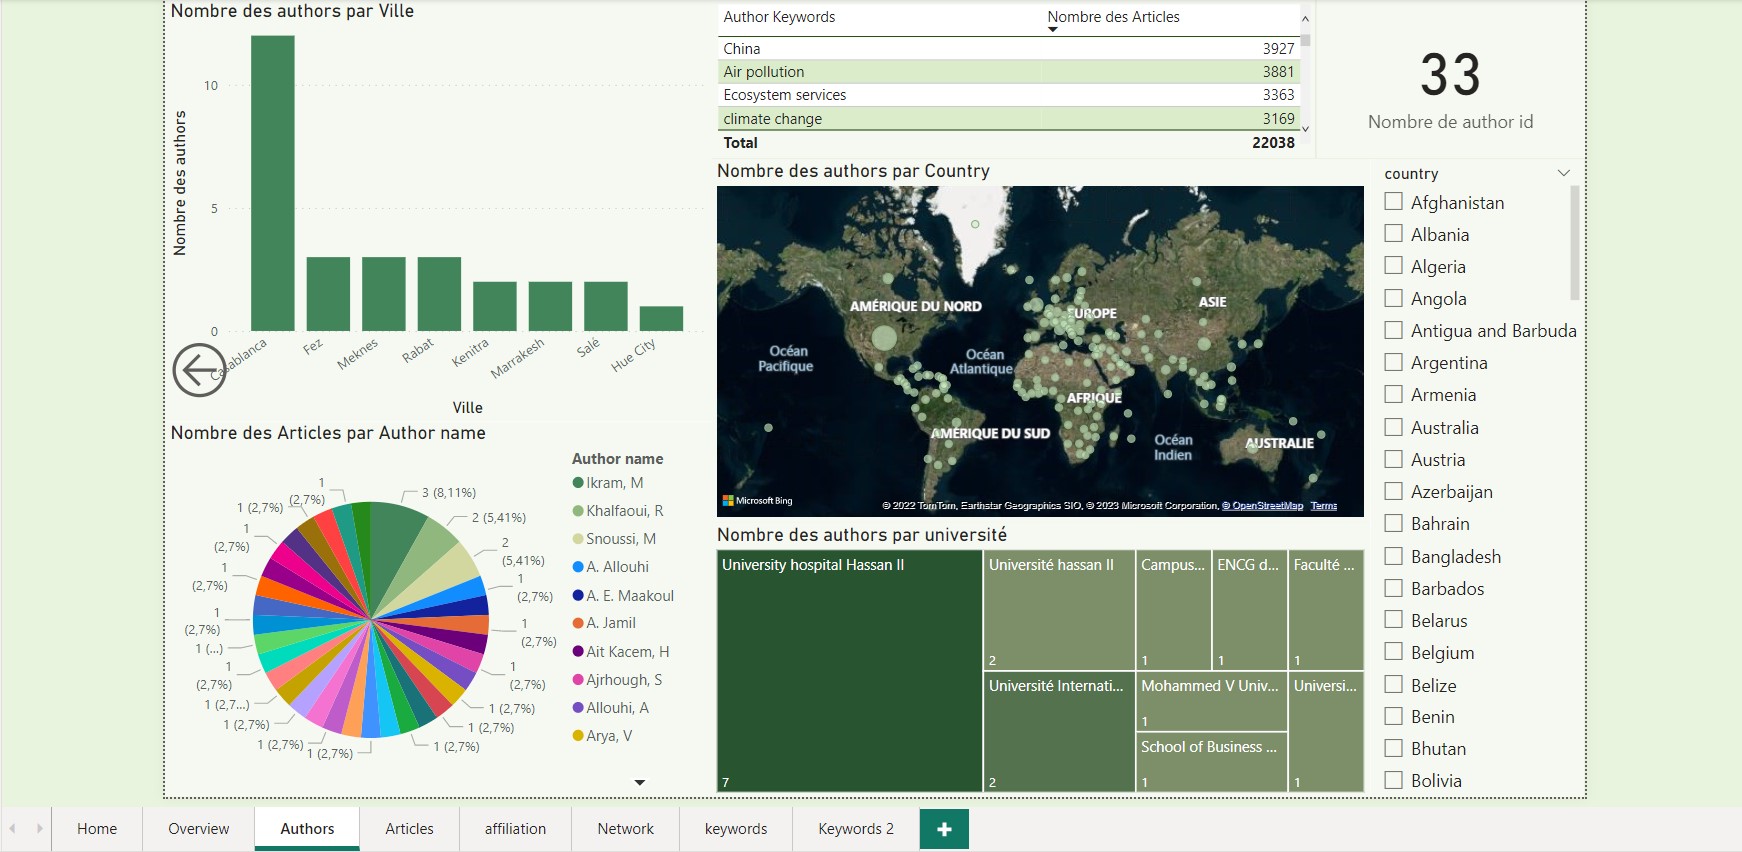 Nombre des authors par Ville
Nombre des authors
10
5
0
Casablanca
Fez
Meknes
Rabat
Kenitra
Marrakesh
Salé
Hue City
Ville
Author Keywords Nombre des Articles
China 3927
Air pollution 3881
Ecosystem services 3363
climate change 3169
Total 22038
33
Nombre de author id
Nombre des authors par Country
AMÉRIQUE DU NORD
EUROPE
ASIE
Océan
Pacifique
Océan
Atlantique
AFRIQUE
AMÉRIQUE DU SUD
Océan
Indien
AUSTRALIE
Microsoft Bing
© 2022 TomTom, Earthstar Geographics SIO, © 2023 Microsoft Corporation, © OpenStreetMap Terms
country
Afghanistan
Albania
Algeria
Angola
Antigua and Barbuda
Argentina
Armenia
Australia
Austria
Azerbaijan
Bahrain
Bangladesh
Barbados
Belarus
Belgium
Belize
Benin
Bhutan
Bolivia
Nombre des Articles par Author name
3 (8,11%)
2 (5,41%)
2
(5,41%)
1
(2,7%)
1
(2,7%)
1
(2,7%)
1 (2,7%)
1 (2,7%)
1 (2,7%)
1 (2,7%)
1 (2,7%)
1 (2,7%)
1 (2,7...)
1
(2,7%)
1 (...)
1
(2,7%)
1
(2,7%)
1
(2,7%)
1 (2,7%)
1
(2,7%)
Author name
Ikram, M
Khalfaoui, R
Snoussi, M
A. Allouhi
A. E. Maakoul
A. Jamil
Ait Kacem, H
Ajrhough, S
Allouhi, A
Arya, V
Nombre des authors par université
University hospital Hassan II
7
Université hassan II
2
Campus...
1
ENCG d...
1
Faculté ...
1
Université Internati...
2
Mohammed V Univ...
1
School of Business ...
1
Universi...
1
Home Overview Authors Articles affiliation Network keywords Keywords 2 +